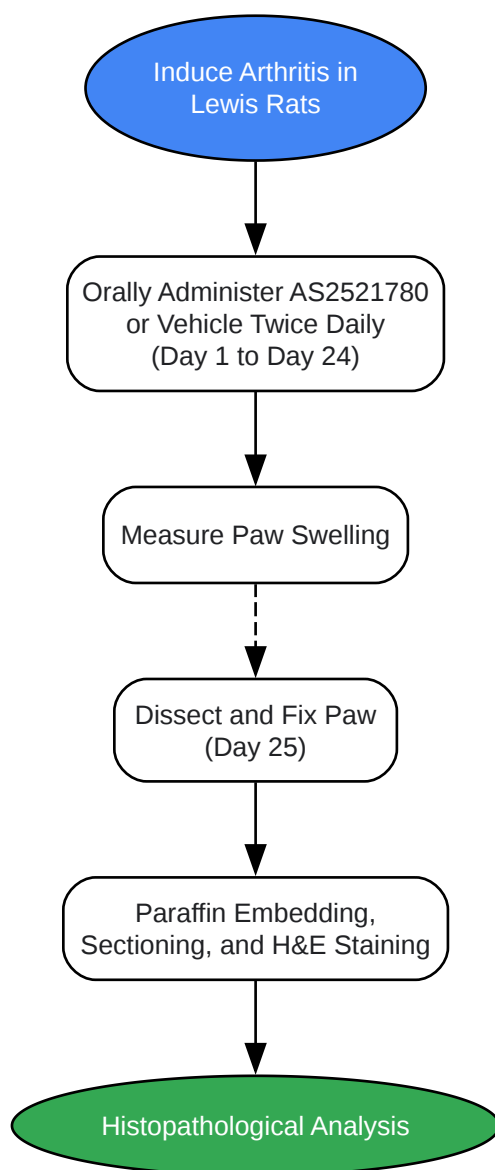 Induce Arthritis in
Lewis Rats
Orally Administer AS2521780
or Vehicle Twice Daily
(Day 1 to Day 24)
Measure Paw Swelling
Dissect and Fix Paw
(Day 25)
Paraffin Embedding,
Sectioning, and H&E Staining
Histopathological Analysis